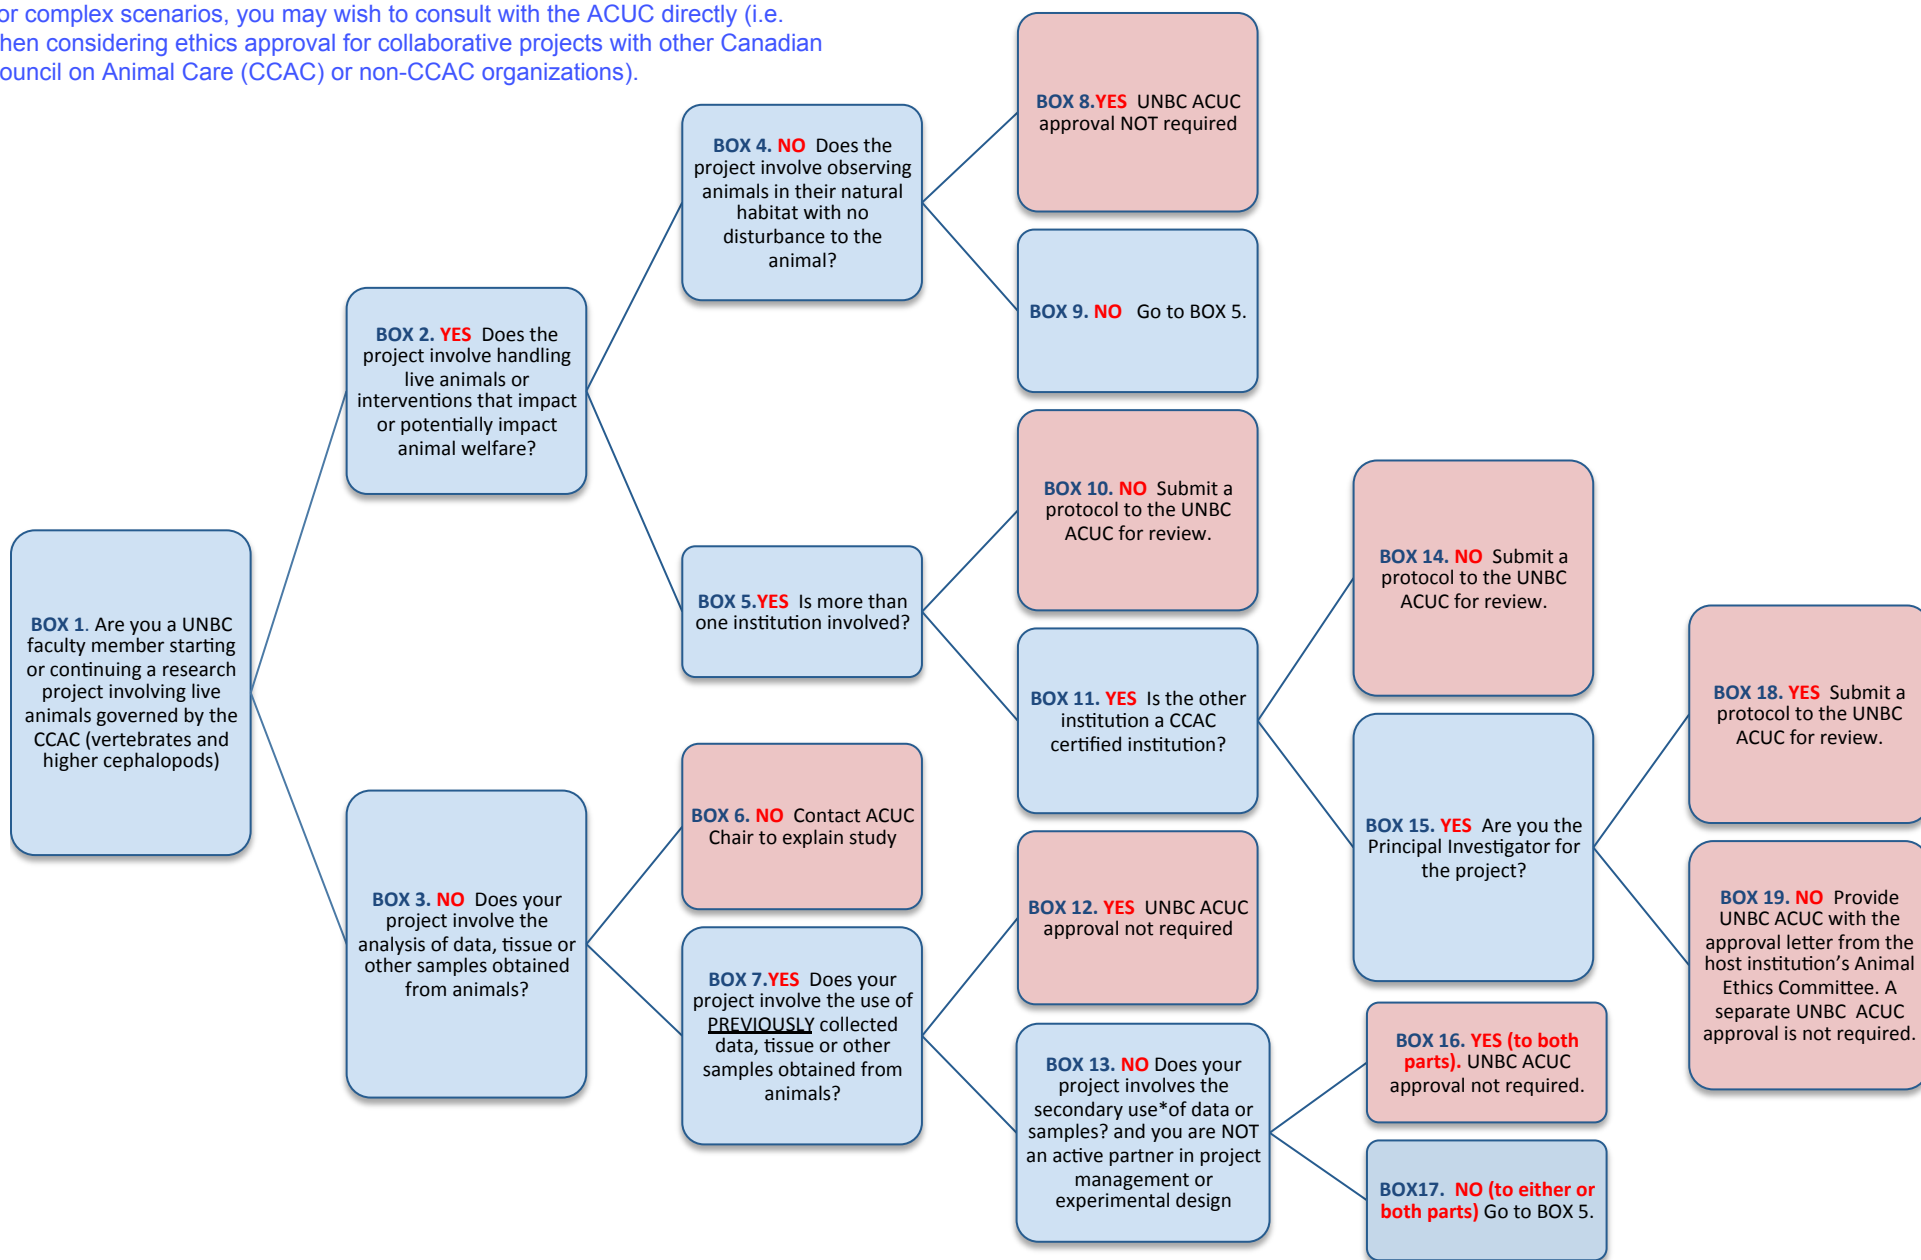 or complex scenarios, you may wish to consult with the ACUC directly (i.e.
hen considering ethics approval for collaborative projects with other Canadian
ouncil on Animal Care (CCAC) or non-CCAC organizations).
BOX 1. Are you a UNBC
faculty member starting
or continuing a research
project involving live
animals governed by the
CCAC (vertebrates and
higher cephalopods)
BOX 2. YES Does the
project involve handling
live animals or
interventions that impact
or potentially impact
animal welfare?
BOX 3. NO Does your
project involve the
analysis of data, tissue or
other samples obtained
from animals?
BOX 4. NO Does the
project involve observing
animals in their natural
habitat with no
disturbance to the
animal?
BOX 5.YES Is more than
one institution involved?
BOX 6. NO Contact ACUC
Chair to explain study
BOX 7.YES Does your
project involve the use of
PREVIOUSLY collected
data, tissue or other
samples obtained from
animals?
BOX 8.YES UNBC ACUC
approval NOT required
BOX 9. NO Go to BOX 5.
BOX 10. NO Submit a
protocol to the UNBC
ACUC for review.
BOX 11. YES Is the other
institution a CCAC
certified institution?
BOX 12. YES UNBC ACUC
approval not required
BOX 13. NO Does your
project involves the
secondary use*of data or
samples? and you are NOT
an active partner in project
management or
experimental design
BOX 14. NO Submit a
protocol to the UNBC
ACUC for review.
BOX 15. YES Are you the
Principal Investigator for
the project?
BOX 16. YES (to both
parts). UNBC ACUC
approval not required.
BOX17. NO (to either or
both parts) Go to BOX 5.
BOX 18. YES Submit a
protocol to the UNBC
ACUC for review.
BOX 19. NO Provide
UNBC ACUC with the
approval letter from the
host institution's Animal
Ethics Committee. A
separate UNBC ACUC
approval is not required.